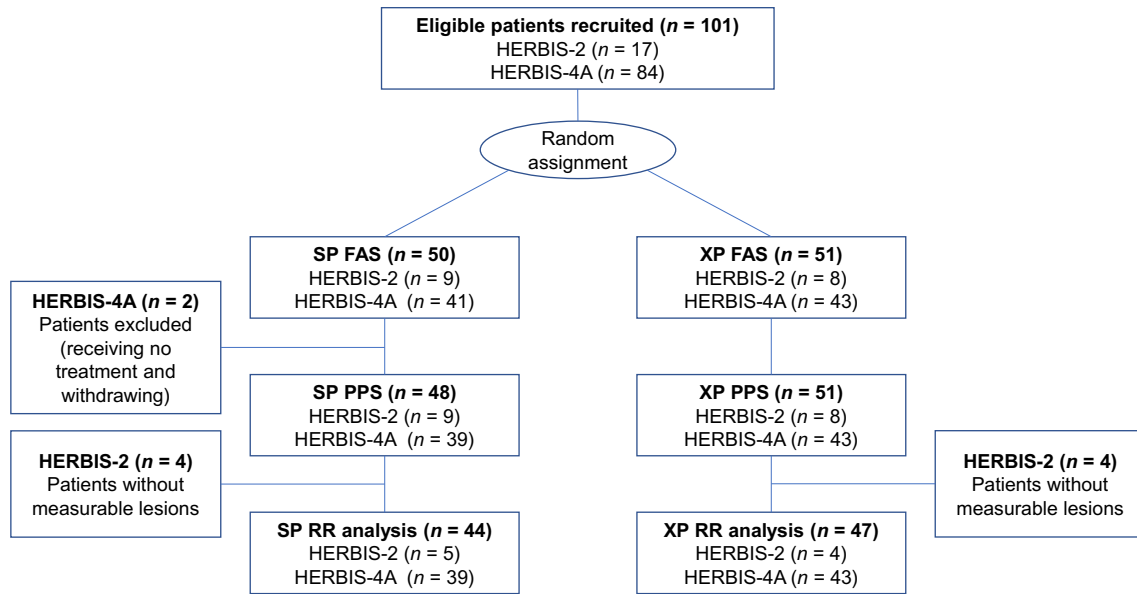 Eligible patients recruited (n = 101)
HERBIS-2 (n = 17)
HERBIS-4A (n = 84)
Random
assignment
SP FAS (n = 50)
HERBIS-2 (n = 9)
HERBIS-4A (n = 41)
XP FAS (n = 51)
HERBIS-2 (n = 8)
HERBIS-4A (n = 43)
HERBIS-4A (n = 2)
Patients excluded
(receiving no
treatment and
withdrawing)
SP PPS (n = 48)
HERBIS-2 (n = 9)
HERBIS-4A (n = 39)
XP PPS (n = 51)
HERBIS-2 (n = 8)
HERBIS-4A (n = 43)
HERBIS-2 (n = 4)
Patients without
measurable lesions
HERBIS-2 (n = 4)
Patients without
measurable lesions
SP RR analysis (n = 44)
HERBIS-2 (n = 5)
HERBIS-4A (n = 39)
XP RR analysis (n = 47)
HERBIS-2 (n = 4)
HERBIS-4A (n = 43)